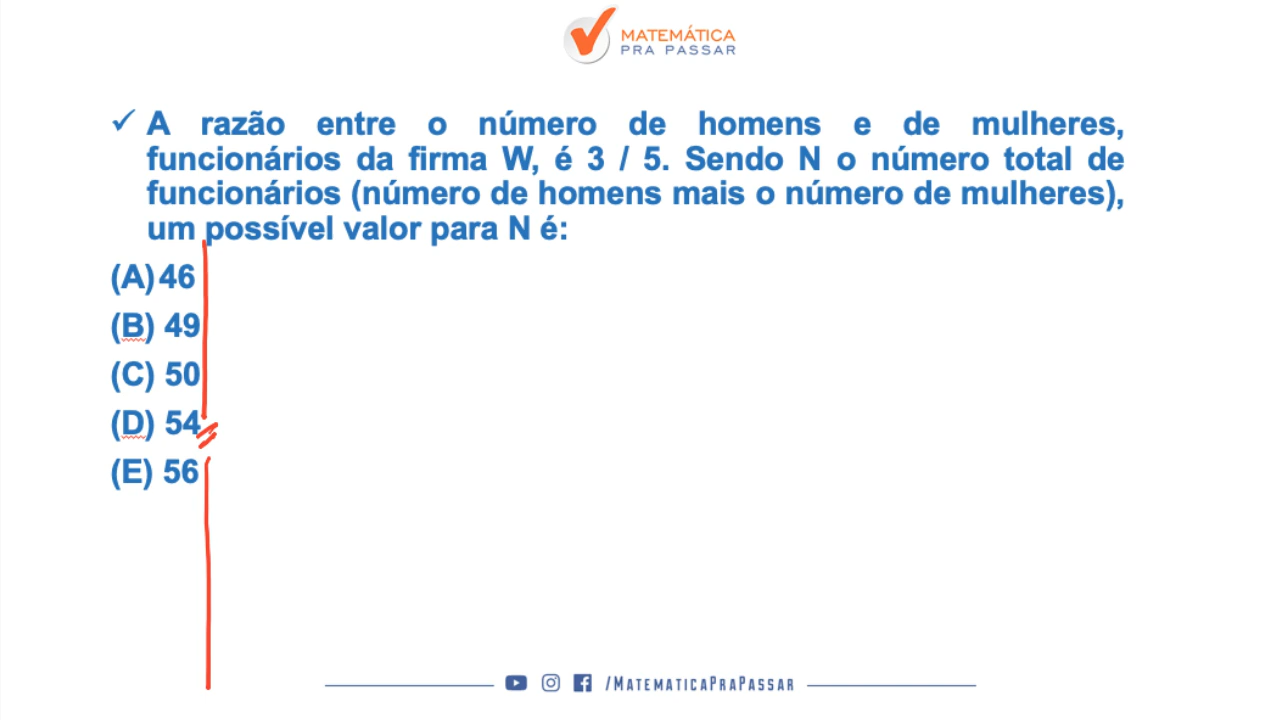 MATEMÁTICA
PRA PASSAR
✓ A razão entre o número de homens e de mulheres,
funcionários da firma W, é 3 / 5. Sendo N o número total de
funcionários (número de homens mais o número de mulheres),
um possível valor para N é:
(A) 46
(B) 49
(C) 50
(D) 54
(E) 56
/MATEMATICAPRAPASSAR